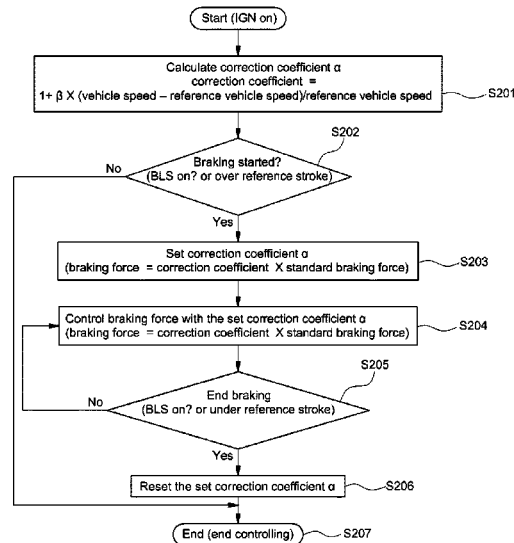 Start (IGN on)
Calculate correction coefficient α
correction coefficient =
1+ β X (vehicle speed – reference vehicle speed)/reference vehicle speed
S201
S202
Braking started?
(BLS on? or over reference stroke)
No
Yes
Set correction coefficient α
(braking force = correction coefficient X standard braking force)
S203
Control braking force with the set correction coefficient α
(braking force = correction coefficient X standard braking force)
S204
S205
End braking
(BLS on? or under reference stroke)
No
Yes
Reset the set correction coefficient α
S206
End (end controlling)
S207